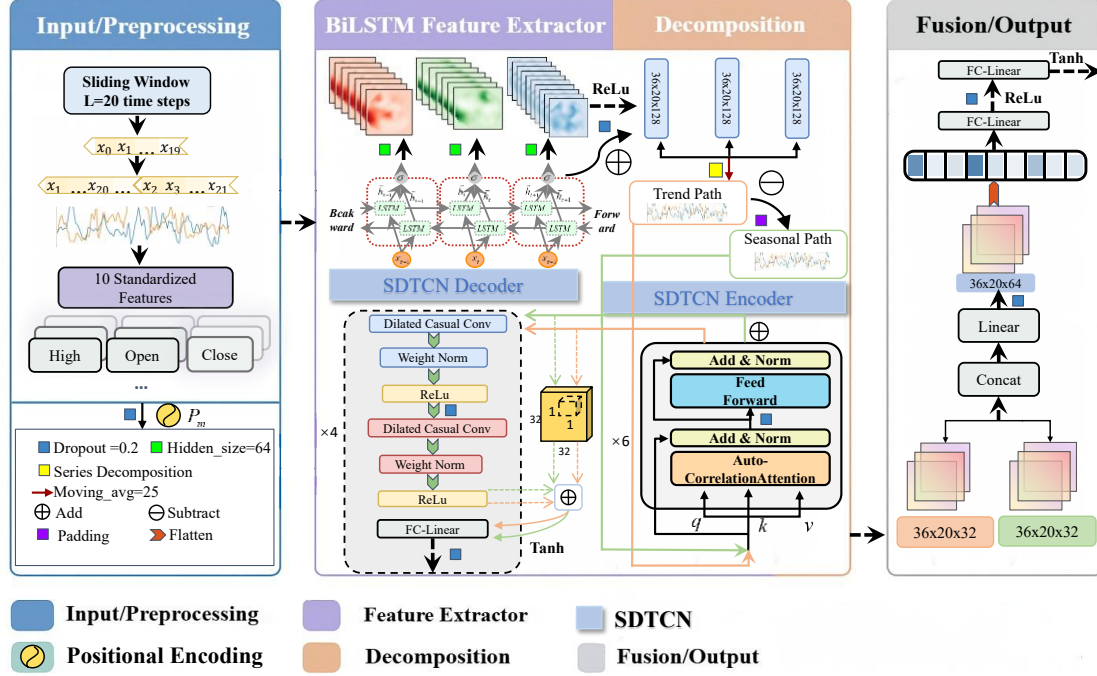 Input/Preprocessing
Sliding Window
L=20 time steps
x0 x1 ... x19
x1 ...x20 ... x2 x3 ...x21
10 Standardized
Features
High
Open
Close
...
Pm
Dropout =0.2
Hidden_size=64
Series Decomposition
Moving_avg=25
Add
Subtract
Padding
Flatten
BiLSTM Feature Extractor
Decomposition
ReLu
36x20x128
36x20x128
36x20x128
σ
σ
σ
Bcak
ward
LSTM
LSTM
LSTM
LSTM
LSTM
LSTM
Forw
ard
xt
Trend Path
Seasonal Path
SDTCN Decoder
SDTCN Encoder
Dilated Casual Conv
Weight Norm
ReLu
Dilated Casual Conv
Weight Norm
ReLu
FC-Linear
×4
Tanh
32
1
1
32
×6
Add & Norm
Feed
Forward
Add & Norm
Auto-
CorrelationAttention
q
k
v
Fusion/Output
Tanh
FC-Linear
ReLu
FC-Linear
36x20x64
Linear
Concat
36x20x32
36x20x32
Input/Preprocessing
Feature Extractor
SDTCN
Positional Encoding
Decomposition
Fusion/Output